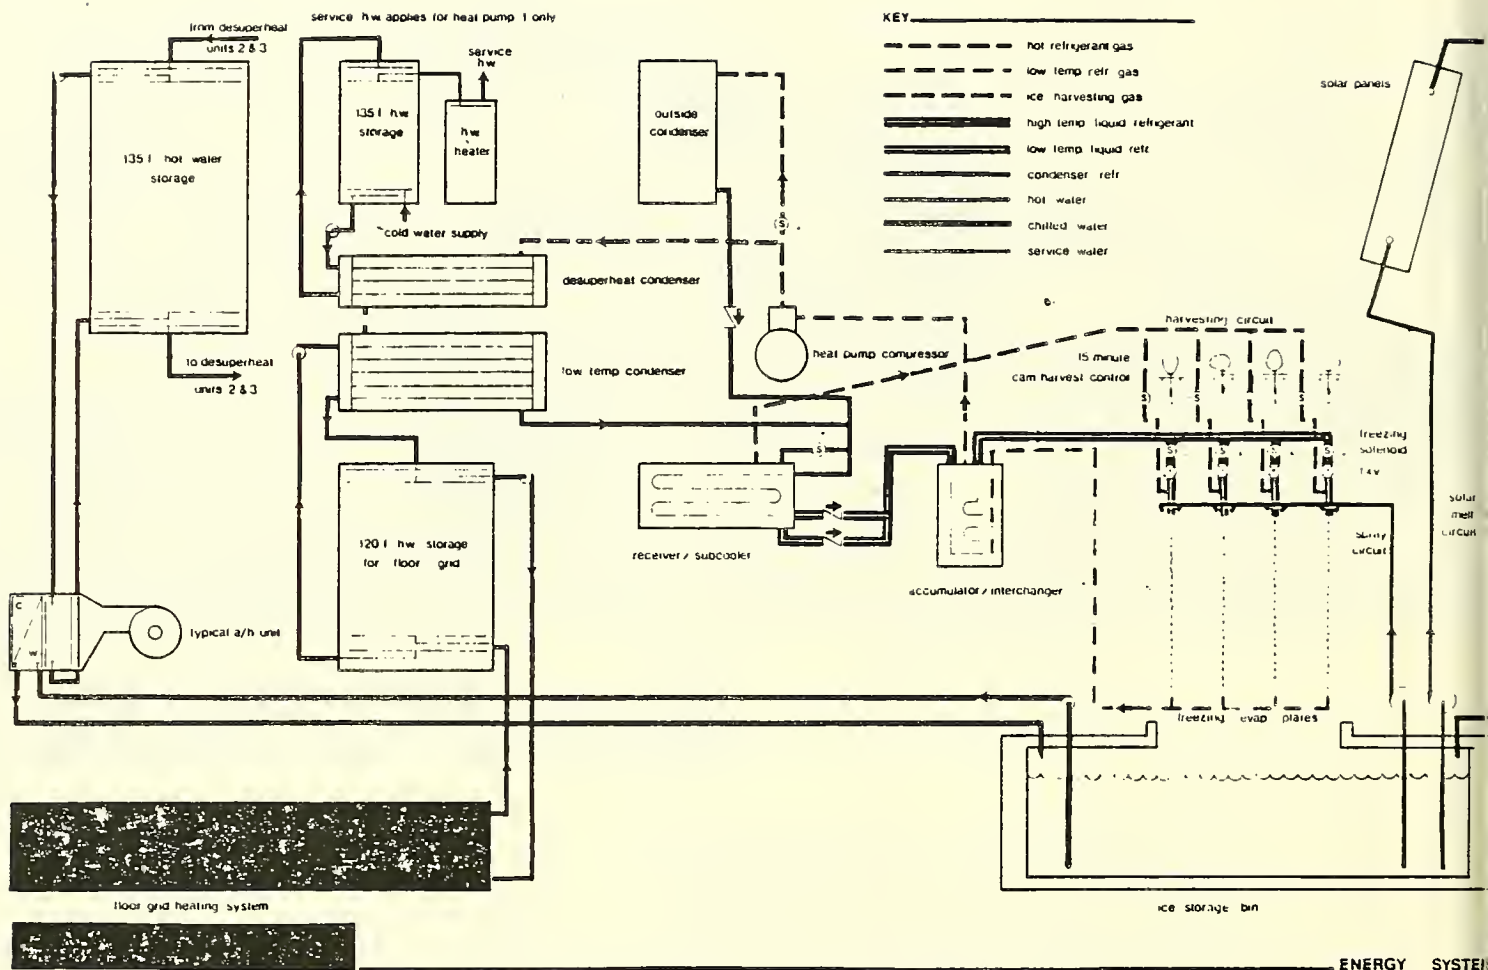 from desuperheat
units 2 & 3
service hw applies for heat pump 1 only
service
hw
135 l hot water
storage
135 l hw
storage
hw
heater
cold water supply
outside
condenser
KEY
hot refrigerant gas
low temp refr gas
ice harvesting gas
high temp liquid refrigerant
low temp liquid refr
condenser refr
hot water
chilled water
service water
solar panels
desuperheat condenser
to desuperheat
units 2 & 3
low temp condenser
heat pump compressor
harvesting circuit
15 minute
cam harvest control
S
S
S
S
S
S
S
S
S
S
freezing
solenoid
txv
120 l hw storage
for floor grid
receiver / subcooler
accumulator / interchanger
spray
circuit
solar
melt
circuit
C
W
typical a/h unit
freezing evap plates
floor grid heating system
ice storage bin
ENERGY SYSTEM